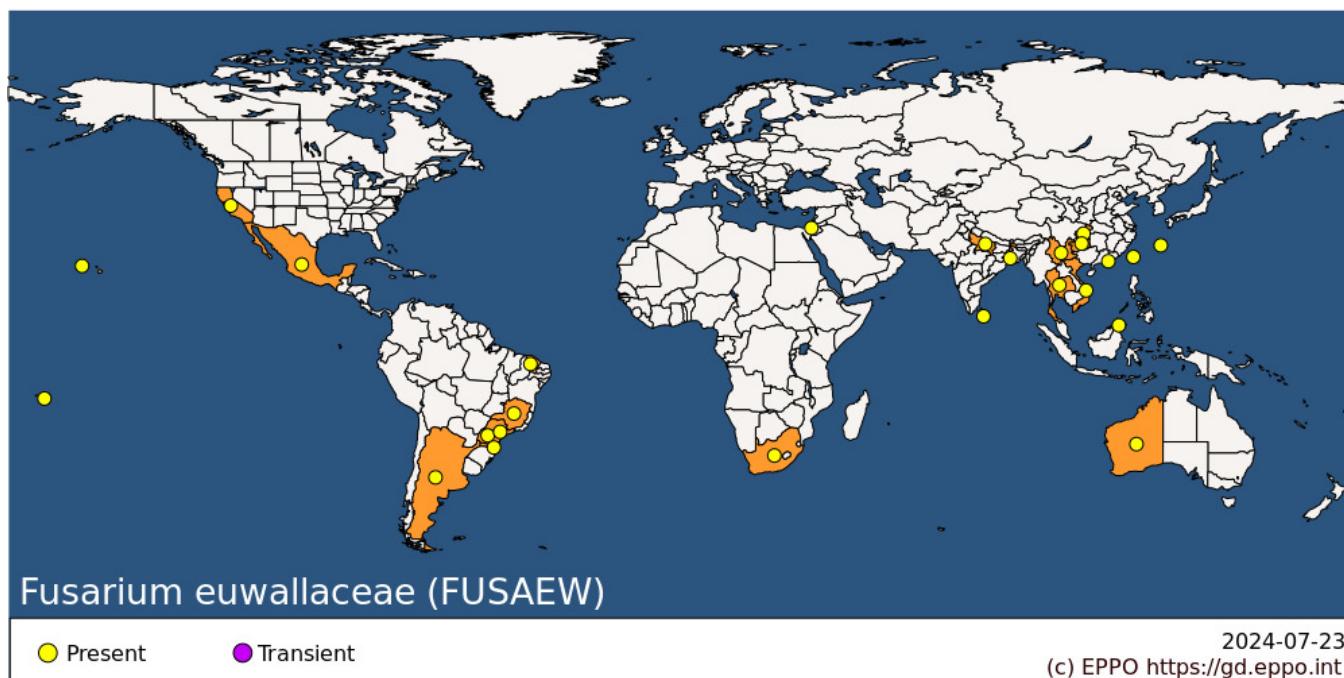 Fusarium euwallaceae (FUSAEW)
Present
Transient
2024-07-23
(c) EPPO https://gd.eppo.int